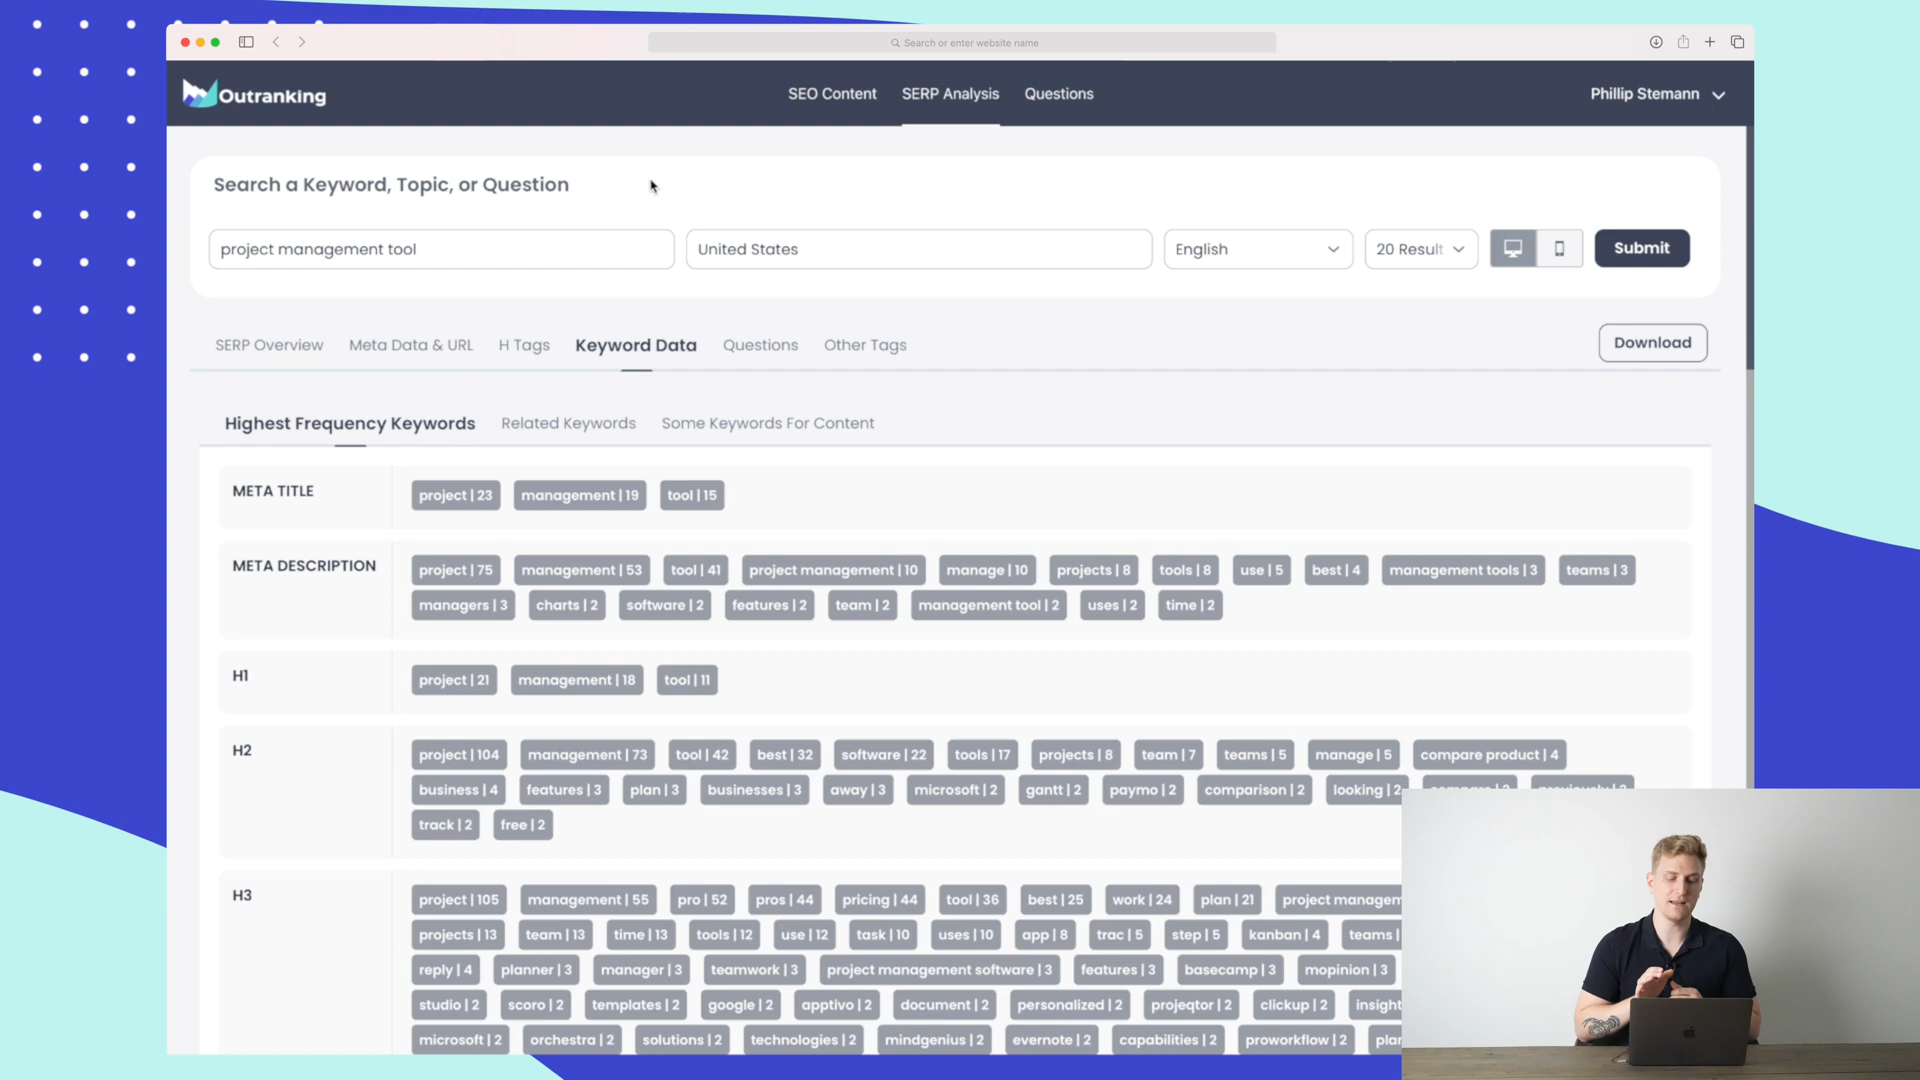 Search or enter website name
Outranking
SEO Content SERP Analysis Questions
Phillip Stemann
Search a Keyword, Topic, or Question
project management tool United States English 20 Result Submit
SERP Overview Meta Data & URL H Tags Keyword Data Questions Other Tags Download
Highest Frequency Keywords Related Keywords Some Keywords For Content
META TITLE project | 23 management | 19 tool | 15
META DESCRIPTION project | 75 management | 53 tool | 41 project management | 10 manage | 10 projects | 8 tools | 8 use | 5 best | 4 management tools | 3 teams | 3
managers | 3 charts | 2 software | 2 features | 2 team | 2 management tool | 2 uses | 2 time | 2
H1 project | 21 management | 18 tool | 11
H2 project | 104 management | 73 tool | 42 best | 32 software | 22 tools | 17 projects | 8 team | 7 teams | 5 manage | 5 compare product | 4
business | 4 features | 3 plan | 3 businesses | 3 away | 3 microsoft | 2 gantt | 2 paymo | 2 comparison | 2 looking | 2
track | 2 free | 2
H3 project | 105 management | 55 pro | 52 pros | 44 pricing | 44 tool | 36 best | 25 work | 24 plan | 21 project managem
projects | 13 team | 13 time | 13 tools | 12 use | 12 task | 10 uses | 10 app | 8 trac | 5 step | 5 kanban | 4 teams |
reply | 4 planner | 3 manager | 3 teamwork | 3 project management software | 3 features | 3 basecamp | 3 mopinion | 3
studio | 2 scoro | 2 templates | 2 google | 2 apptivo | 2 document | 2 personalized | 2 projeqtor | 2 clickup | 2 insight
microsoft | 2 orchestra | 2 solutions | 2 technologies | 2 mindgenius | 2 evernote | 2 capabilities | 2 proworkflow | 2 plar